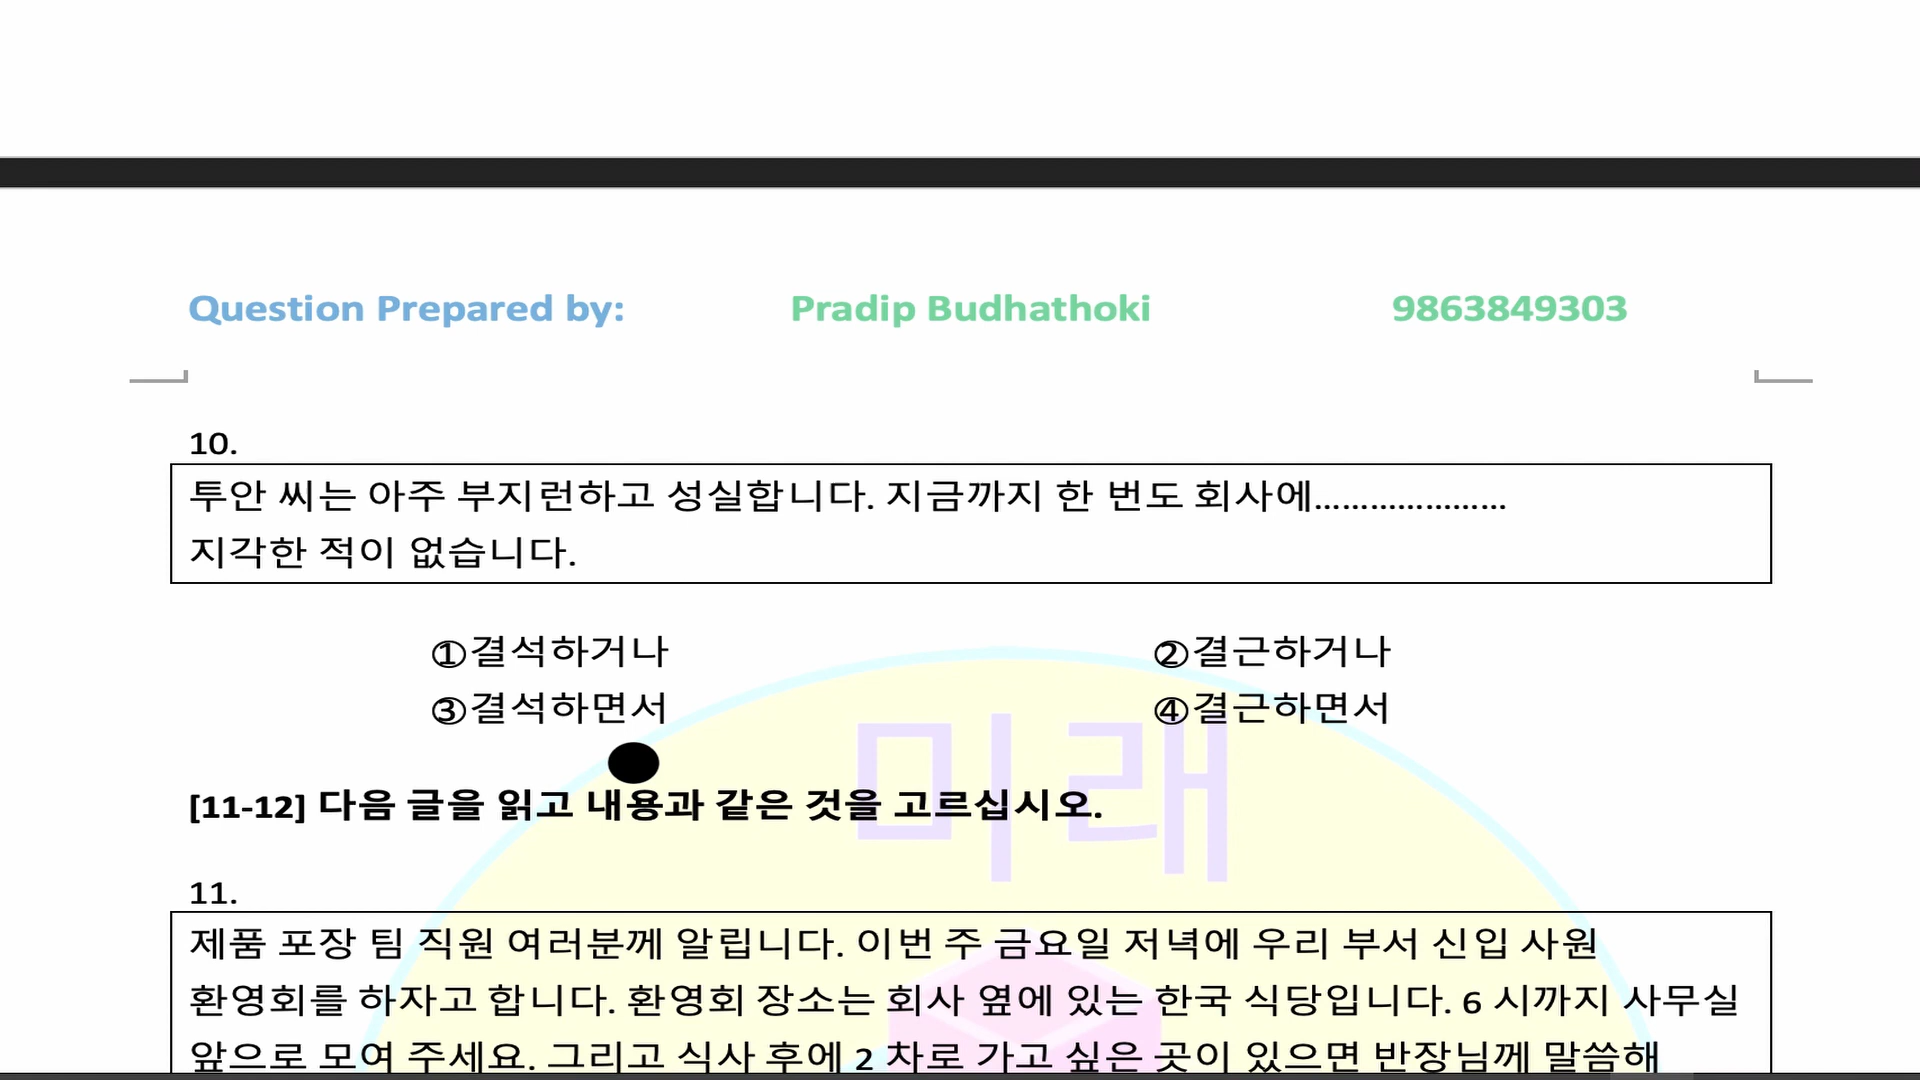 Question Prepared by: Pradip Budhathoki 9863849303
10.
투안 씨는 아주 부지런하고 성실합니다. 지금까지 한 번도 회사에....................
지각한 적이 없습니다.
①결석하거나 ②결근하거나
③결석하면서 ④결근하면서
미래
[11-12] 다음 글을 읽고 내용과 같은 것을 고르십시오.
11.
제품 포장 팀 직원 여러분께 알립니다. 이번 주 금요일 저녁에 우리 부서 신입 사원
환영회를 하자고 합니다. 환영회 장소는 회사 옆에 있는 한국 식당입니다. 6 시까지 사무실
앞으로 모여 주세요. 그리고 식사 후에 2 차로 가고 싶은 곳이 있으면 반장님께 말씀해